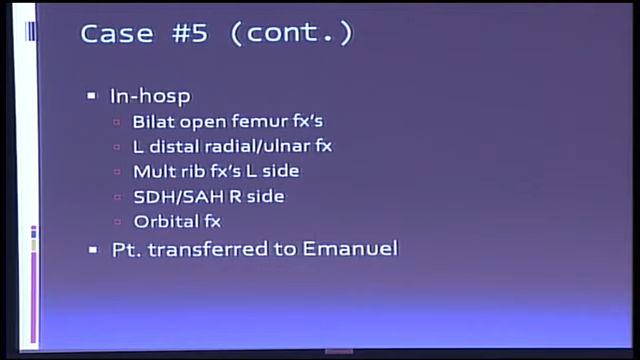 Case #5 (cont.)
In-hosp
Bilat open femur fx's
L distal radial/ulnar fx
Mult rib fx's L side
SDH/SAH R side
Orbital fx
Pt. transferred to Emanuel